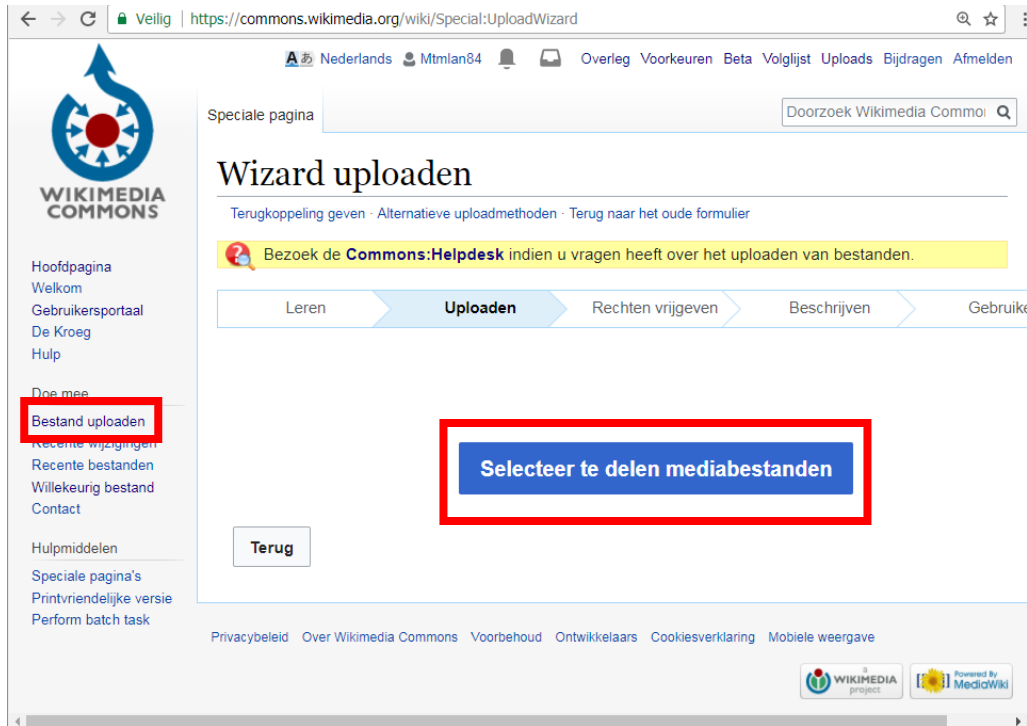 Veilig https://commons.wikimedia.org/wiki/Special:UploadWizard
Aあ Nederlands Mtmlan84 Overleg Voorkeuren Beta Volglijst Uploads Bijdragen Afmelden
WIKIMEDIA
COMMONS
Speciale pagina
Doorzoek Wikimedia Common
Wizard uploaden
Terugkoppeling geven · Alternatieve uploadmethoden · Terug naar het oude formulier
Bezoek de Commons:Helpdesk indien u vragen heeft over het uploaden van bestanden.
Leren Uploaden Rechten vrijgeven Beschrijven Gebruike
Hoofdpagina
Welkom
Gebruikersportaal
De Kroeg
Hulp
Doe mee
Bestand uploaden
Recente wijzigingen
Recente bestanden
Willekeurig bestand
Contact
Hulpmiddelen
Speciale pagina's
Printvriendelijke versie
Perform batch task
Selecteer te delen mediabestanden
Terug
Privacybeleid Over Wikimedia Commons Voorbehoud Ontwikkelaars Cookiesverklaring Mobiele weergave
a
WIKIMEDIA
project
Powered By
MediaWiki